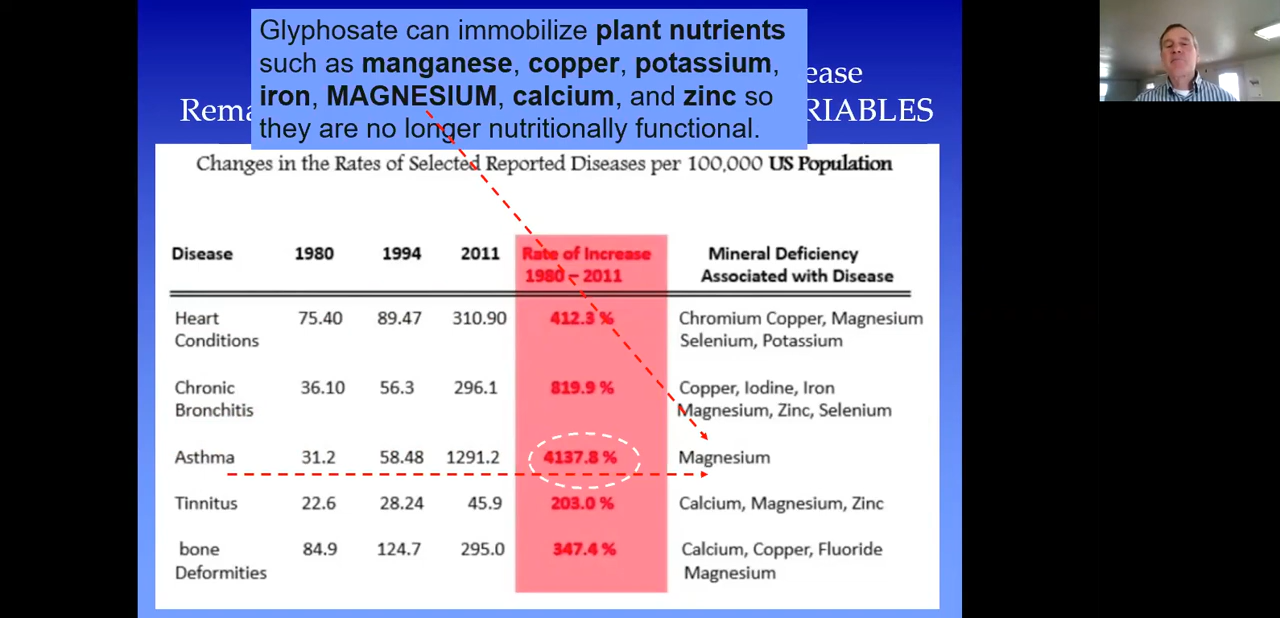 Glyphosate can immobilize plant nutrients
such as manganese, copper, potassium,
iron, MAGNESIUM, calcium, and zinc so
they are no longer nutritionally functional.
ease
Rema
RIABLES
Changes in the Rates of Selected Reported Diseases per 100,000 US Population
Disease 1980 1994 2011 Rate of Increase 1980 – 2011 Mineral Deficiency Associated with Disease
Heart Conditions 75.40 89.47 310.90 412.3 % Chromium Copper, Magnesium Selenium, Potassium
Chronic Bronchitis 36.10 56.3 296.1 819.9 % Copper, Iodine, Iron Magnesium, Zinc, Selenium
Asthma 31.2 58.48 1291.2 4137.8 % Magnesium
Tinnitus 22.6 28.24 45.9 203.0 % Calcium, Magnesium, Zinc
bone Deformities 84.9 124.7 295.0 347.4 % Calcium, Copper, Fluoride Magnesium